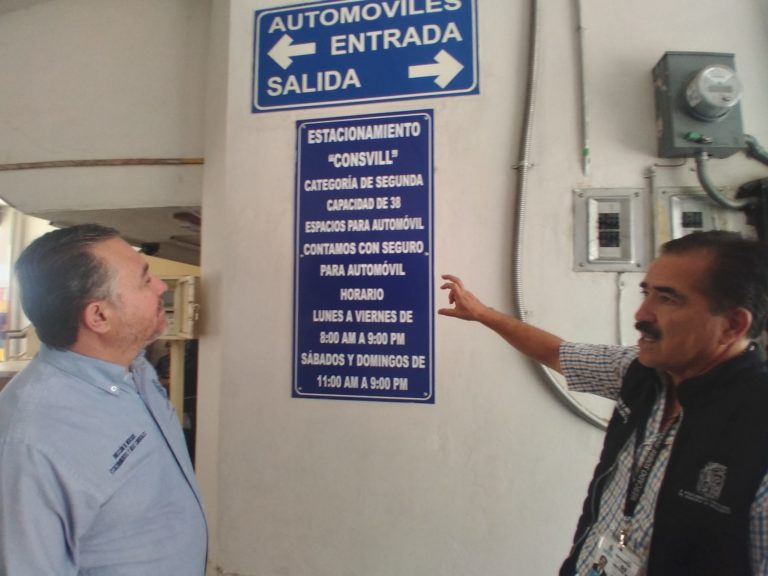 AUTOMOVILES
ENTRADA
SALIDA
ESTACIONAMIENTO
"CONSVILL"
CATEGORÍA DE SEGUNDA
CAPACIDAD DE 38
ESPACIOS PARA AUTOMÓVIL
CONTAMOS CON SEGURO
PARA AUTOMÓVIL
HORARIO
LUNES A VIERNES DE
8:00 AM A 9:00 PM
SÁBADOS Y DOMINGOS DE
11:00 AM A 9:00 PM